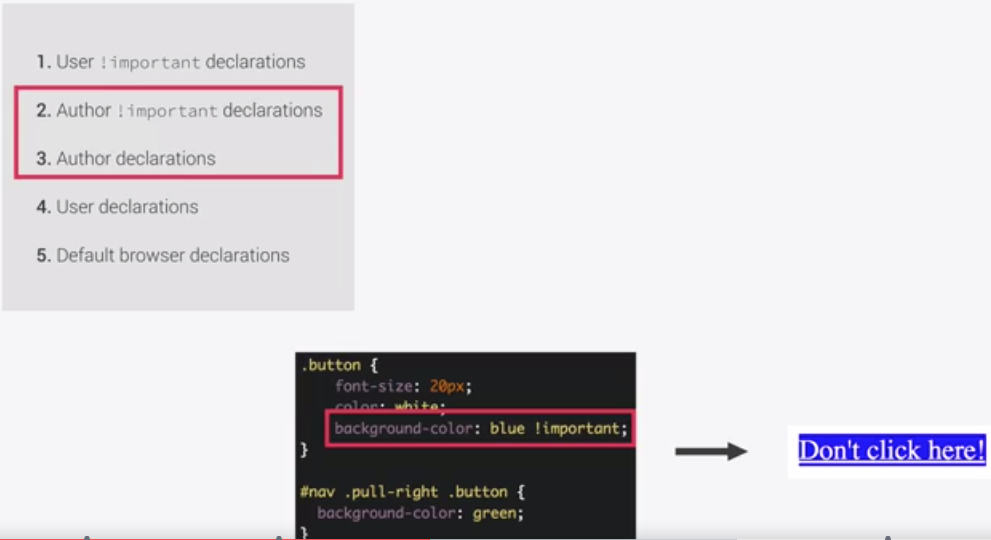 1. User !important declarations
2. Author !important declarations
3. Author declarations
4. User declarations
5. Default browser declarations
.button {
font-size: 20px;
color: white;
background-color: blue !important;
}
Don't click here!
#nav .pull-right .button {
background-color: green;
}